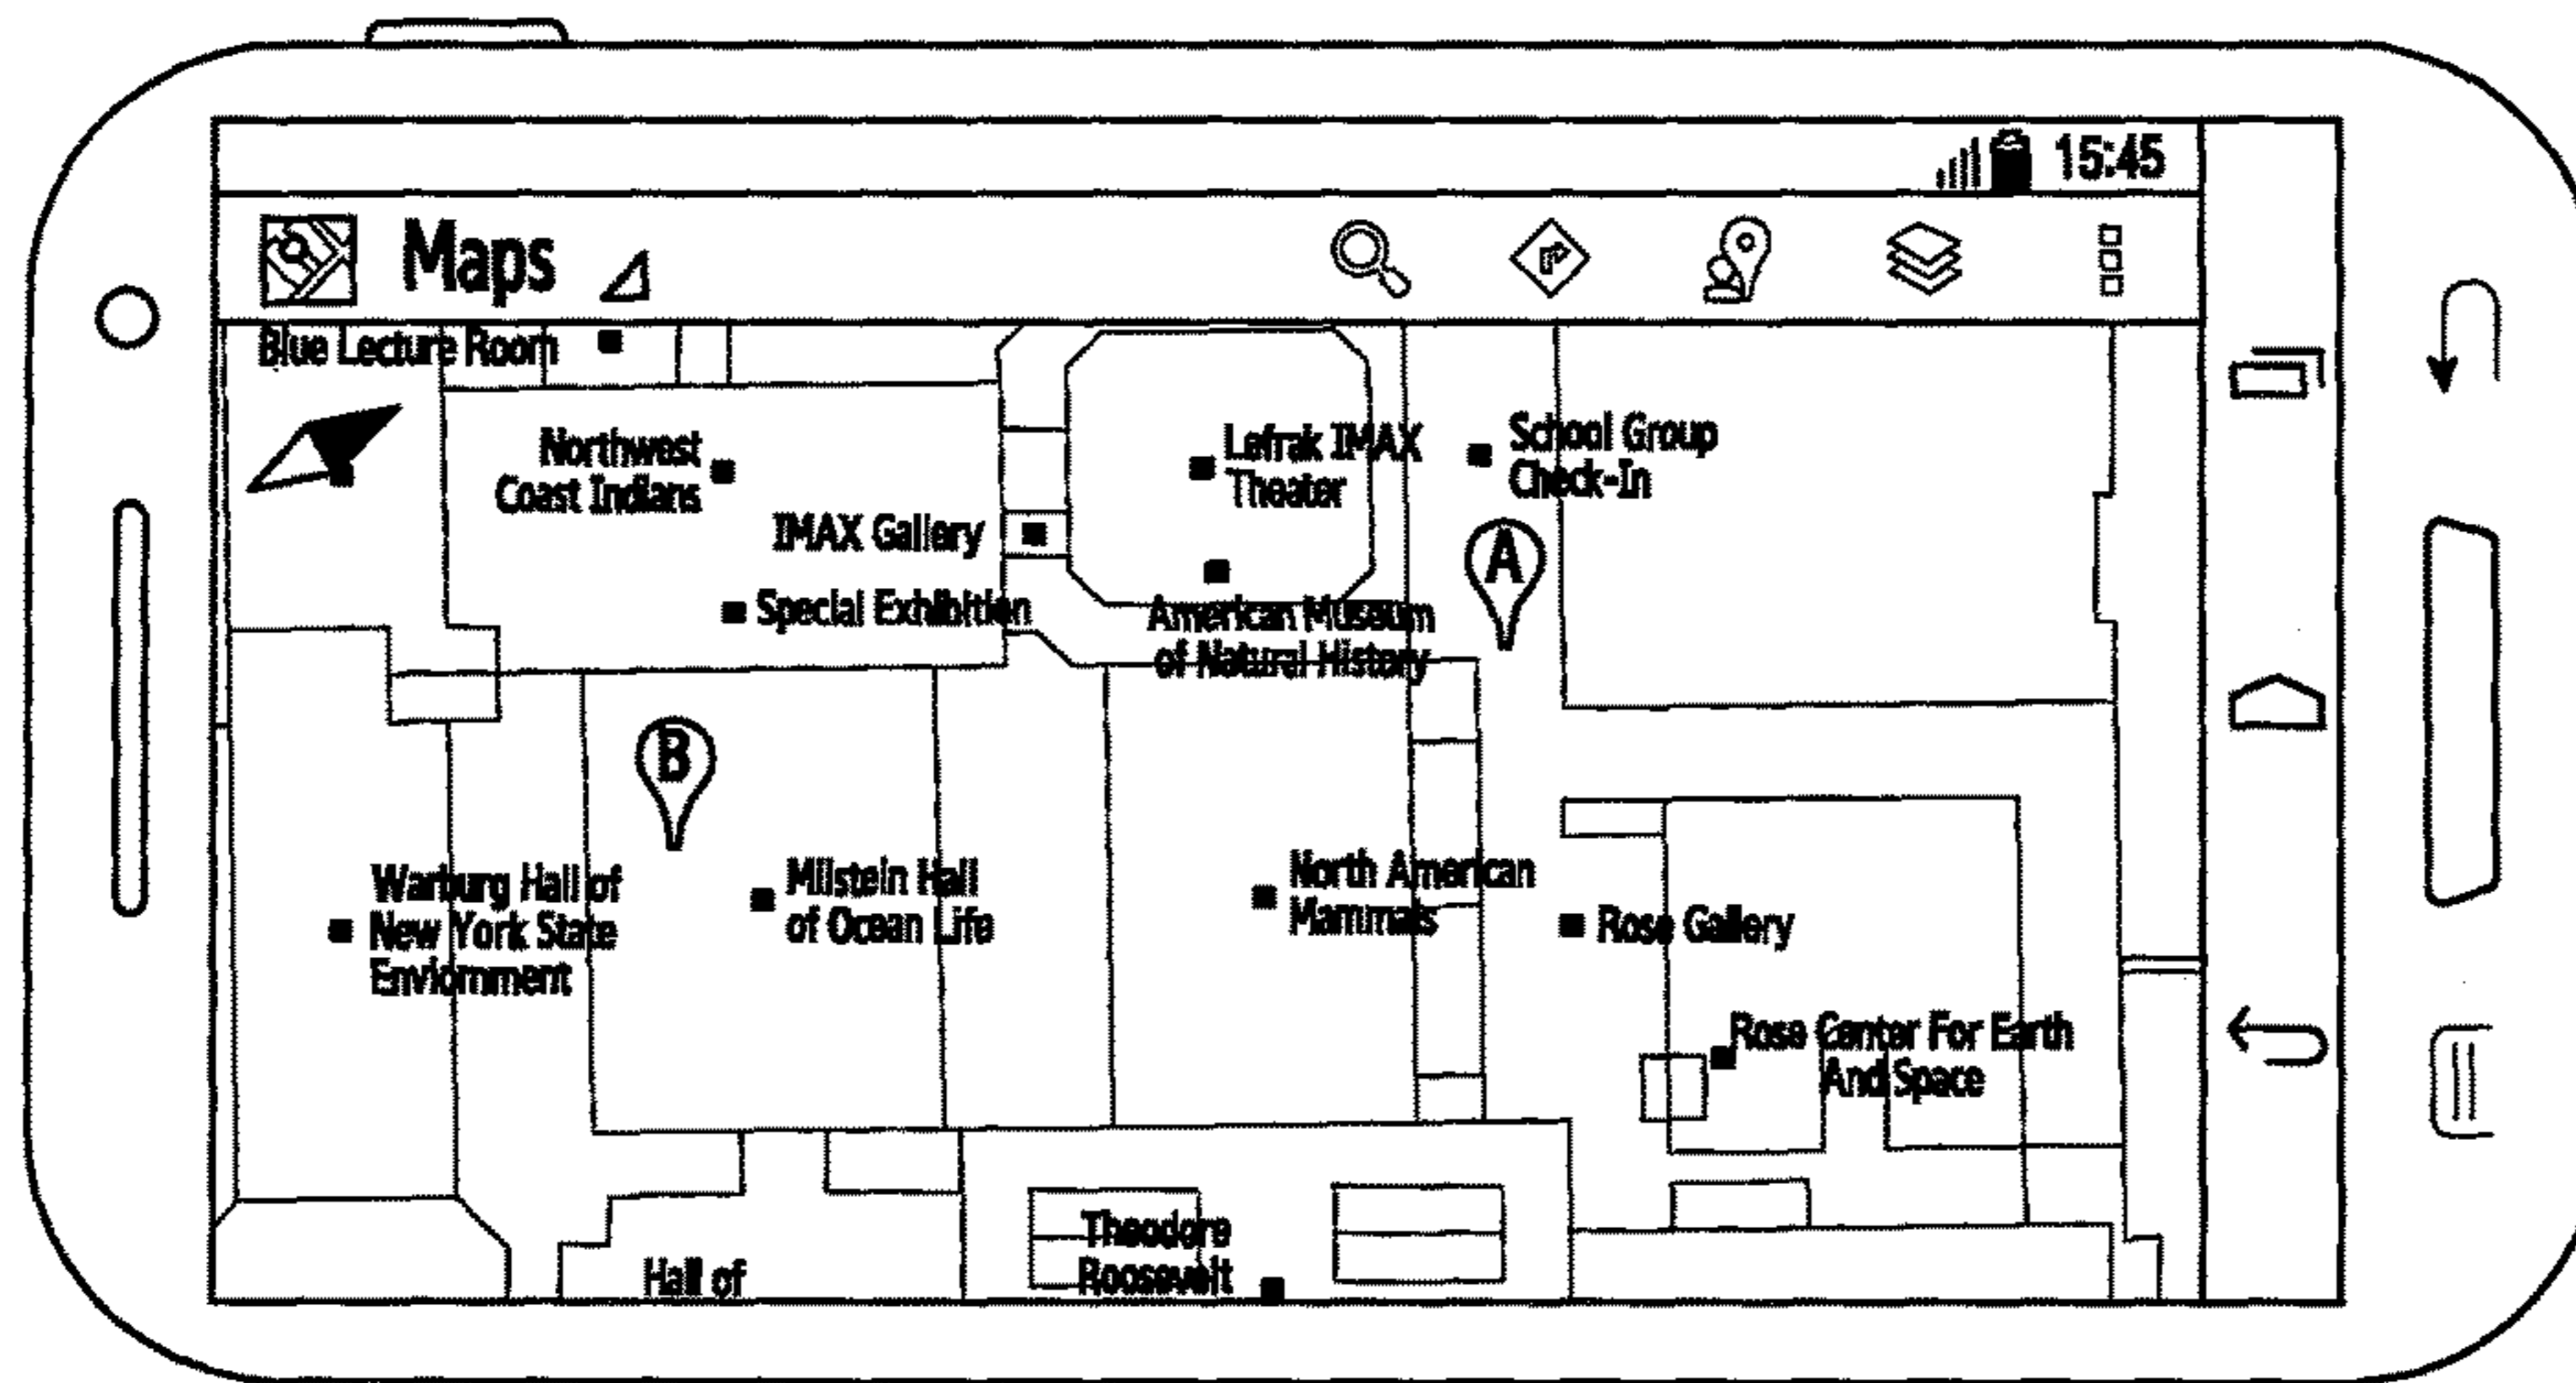 15:45
Maps
Blue Lecture Room
Northwest
Coast Indians
Lefrak IMAX
Theater
School Group
Check-In
IMAX Gallery
A
Special Exhibition
American Museum
of Natural History
B
Warburg Hall of
New York State
Enviornment
Milstein Hall
of Ocean Life
North American
Mammals
Rose Gallery
Rose Center For Earth
And Space
Theodore
Roosevelt
Hall of